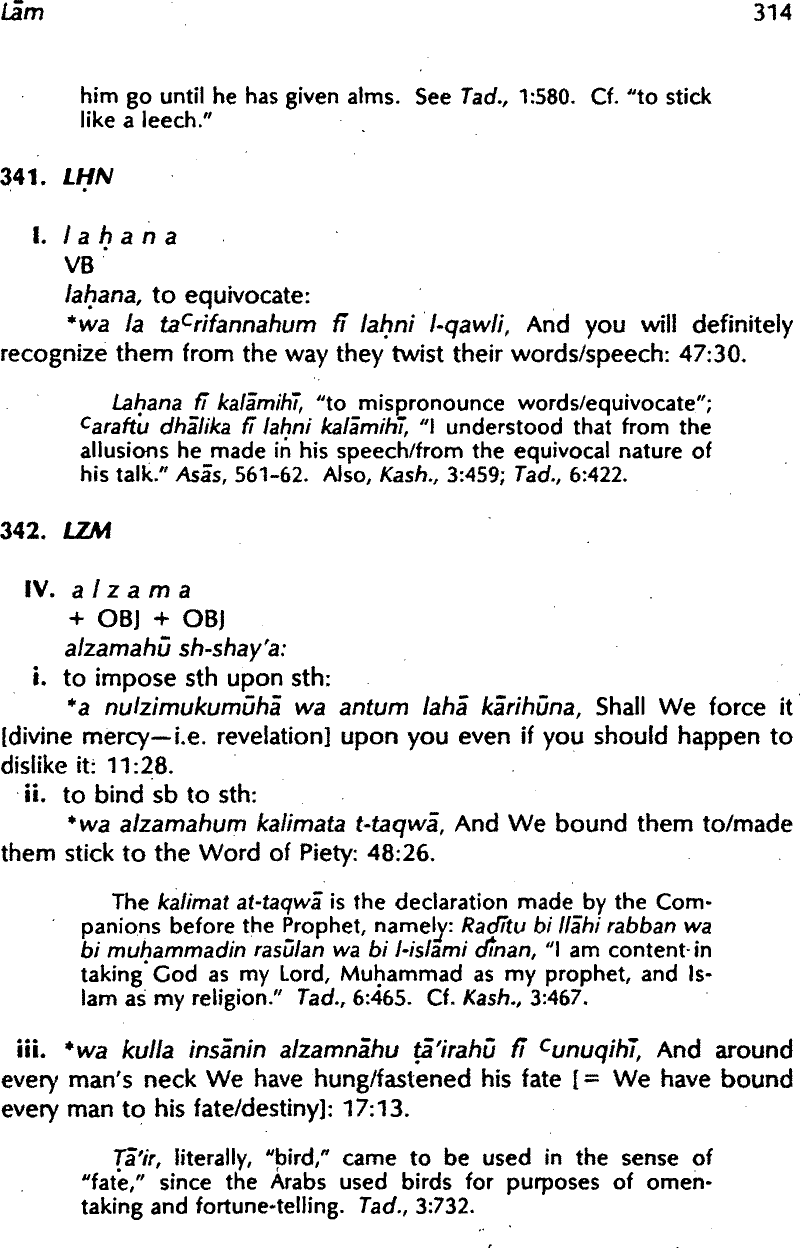 Lām 314
him go until he has given alms. See Tad., 1:580. Cf. "to stick
like a leech."
341. LḤN
I. l a ḥ a n a
VB
laḥana, to equivocate:
*wa la taᶜrifannahum fī laḥni l-qawli, And you will definitely
recognize them from the way they twist their words/speech: 47:30.
Laḥana fī kalāmihī, "to mispronounce words/equivocate";
ᶜaraftu dhālika fī laḥni kalāmihī, "I understood that from the
allusions he made in his speech/from the equivocal nature of
his talk." Asās, 561-62. Also, Kash., 3:459; Tad., 6:422.
342. LZM
IV. a l z a m a
+ OBJ + OBJ
alzamahū sh-shay'a:
i. to impose sth upon sth:
*a nulzimukumūhā wa antum lahā kārihūna, Shall We force it
[divine mercy—i.e. revelation] upon you even if you should happen to
dislike it: 11:28.
ii. to bind sb to sth:
*wa alzamahum kalimata t-taqwā, And We bound them to/made
them stick to the Word of Piety: 48:26.
The kalimat at-taqwā is the declaration made by the Com-
panions before the Prophet, namely: Raḍītu bi llāhi rabban wa
bi muḥammadin rasūlan wa bi l-islāmi dīnan, "I am content in
taking God as my Lord, Muḥammad as my prophet, and Is-
lam as my religion." Tad., 6:465. Cf. Kash., 3:467.
iii. *wa kulla insānin alzamnāhu ṭā'irahū fī ᶜunuqihī, And around
every man's neck We have hung/fastened his fate [= We have bound
every man to his fate/destiny]: 17:13.
Ṭā'ir, literally, "bird," came to be used in the sense of
"fate," since the Arabs used birds for purposes of omen-
taking and fortune-telling. Tad., 3:732.